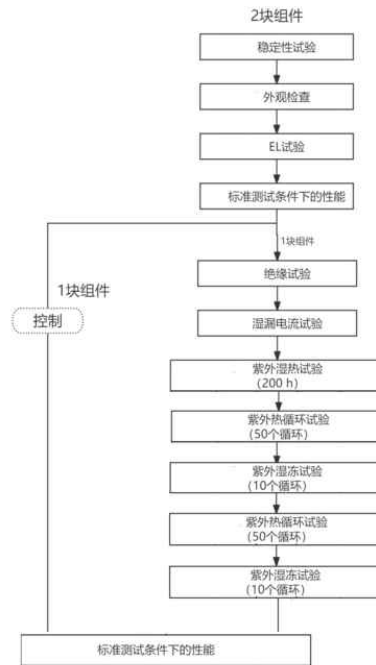 2块组件
稳定性试验
外观检查
EL试验
标准测试条件下的性能
1块组件
1块组件
控制
绝缘试验
湿漏电流试验
紫外湿热试验
(200 h)
紫外热循环试验
(50个循环)
紫外湿冻试验
(10个循环)
紫外热循环试验
(50个循环)
紫外湿冻试验
(10个循环)
标准测试条件下的性能